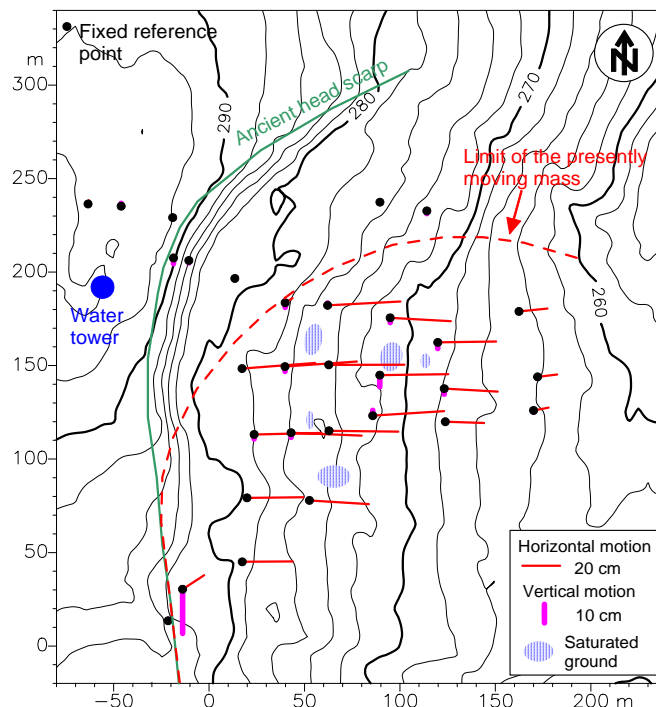 m
300
250
200
150
100
50
0
−50
0
50
100
150
200 m
Fixed reference
point
290
Ancient head scarp
280
270
N
Limit of the presently
moving mass
260
Water
tower
Horizontal motion
20 cm
Vertical motion
10 cm
Saturated
ground